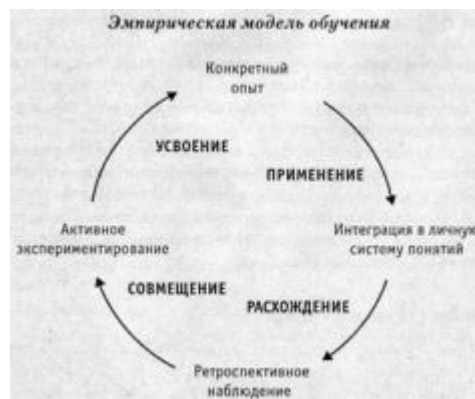 Эмпирическая модель обучения
Конкретный
опыт
УСВОЕНИЕ
ПРИМЕНЕНИЕ
Активное
экспериментирование
Интеграция в личную
систему понятий
СОВМЕЩЕНИЕ
РАСХОЖДЕНИЕ
Ретроспективное
наблюдение